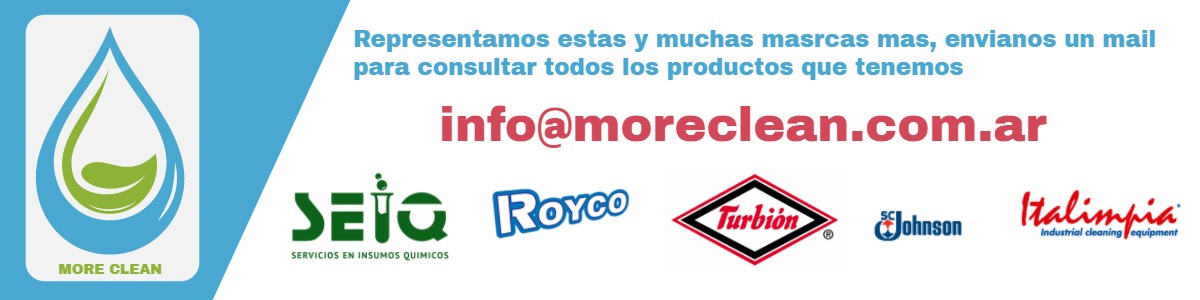 Representamos estas y muchas masrcas mas, envianos un mail
para consultar todos los productos que tenemos
info@moreclean.com.ar
MORE CLEAN
SEIQ
SERVICIOS EN INSUMOS QUIMICOS
ROYCO
Turbión ®
SC Johnson
Italimpia
Industrial cleaning equipment